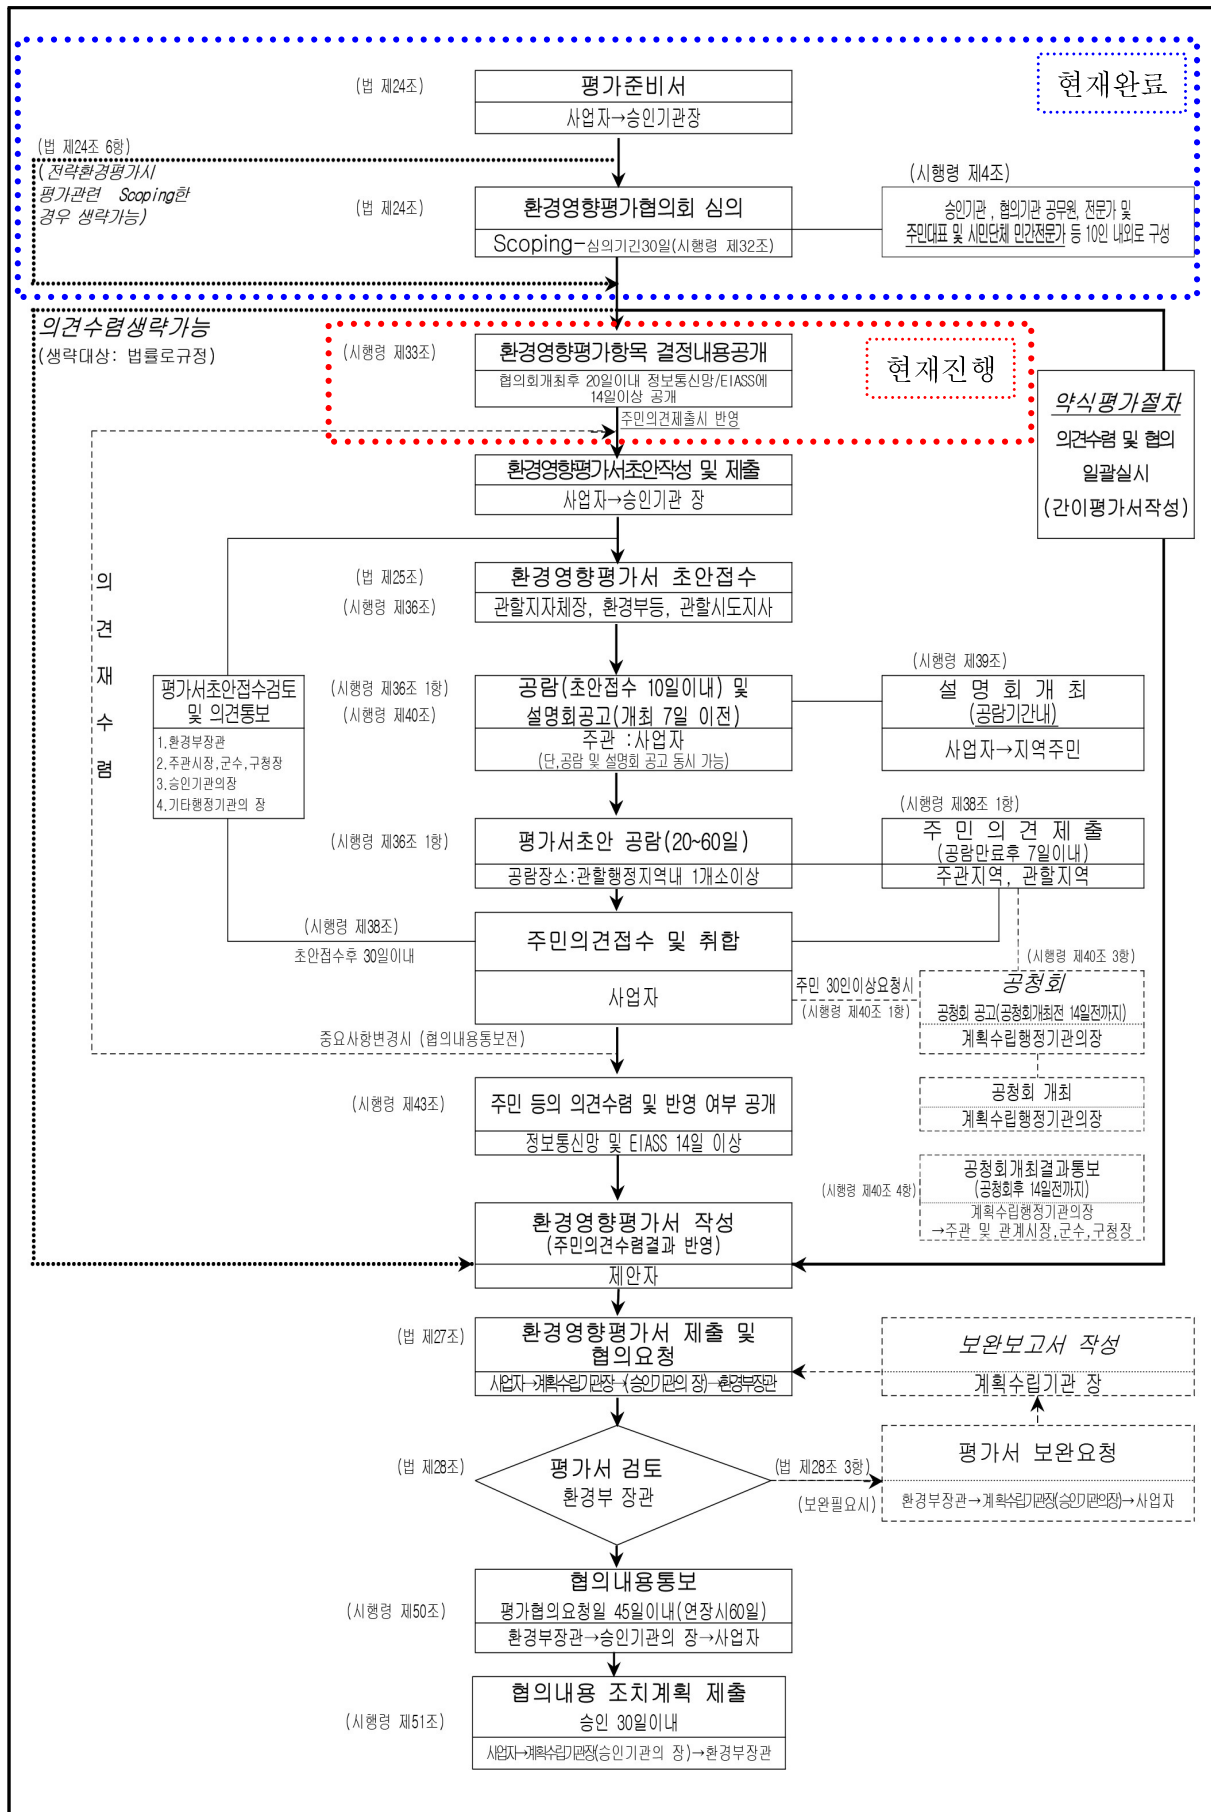 현재완료
(법 제24조)
평가준비서
사업자→승인기관장
(법 제24조 6항)
(전략환경평가시
평가관련 Scoping한
경우 생략가능)
(법 제24조)
환경영향평가협의회 심의
Scoping-심의기간30일(시행령 제32조)
(시행령 제4조)
승인기관 , 협의기관 공무원, 전문가 및
주민대표 및 시민단체 민간전문가 등 10인 내외로 구성
의견수렴생략가능
(생략대상: 법률로규정)
(시행령 제33조)
환경영향평가항목 결정내용공개
협의회개최후 20일이내 정보통신망/EIASS에
14일이상 공개
현재진행
주민의견제출시 반영
약식평가절차
의견수렴 및 협의
일괄실시
(간이평가서작성)
환경영향평가서초안작성 및 제출
사업자→승인기관 장
의
견
재
수
렴
(법 제25조)
(시행령 제36조)
환경영향평가서 초안접수
관할지자체장, 환경부등, 관할시도지사
평가서초안접수검토
및 의견통보
1.환경부장관
2.주관시장,군수,구청장
3.승인기관의장
4.기타행정기관의 장
(시행령 제36조 1항)
(시행령 제40조)
공람(초안접수 10일이내) 및
설명회공고(개최 7일 이전)
주관 :사업자
(단,공람 및 설명회 공고 동시 가능)
(시행령 제39조)
설 명 회 개 최
(공람기간내)
사업자→지역주민
(시행령 제36조 1항)
평가서초안 공람(20~60일)
공람장소:관할행정지역내 1개소이상
(시행령 제38조 1항)
주 민 의 견 제 출
(공람만료후 7일이내)
주관지역, 관할지역
(시행령 제38조)
초안접수후 30일이내
주민의견접수 및 취합
사업자
주민 30인이상요청시
(시행령 제40조 1항)
(시행령 제40조 3항)
공청회
공청회 공고(공청회개최전 14일전까지)
계획수립행정기관의장
중요사항변경시 (협의내용통보전)
공청회 개최
계획수립행정기관의장
(시행령 제43조)
주민 등의 의견수렴 및 반영 여부 공개
정보통신망 및 EIASS 14일 이상
(시행령 제40조 4항)
공청회개최결과통보
(공청회후 14일전까지)
계획수립행정기관의장
→주관 및 관계시장,군수,구청장
환경영향평가서 작성
(주민의견수렴결과 반영)
제안자
(법 제27조)
환경영향평가서 제출 및
협의요청
사업자→계획수립기관장→(승인기관의 장)→환경부장관
보완보고서 작성
계획수립기관 장
(법 제28조)
평가서 검토
환경부 장관
(법 제28조 3항)
(보완필요시)
평가서 보완요청
환경부장관→계획수립기관장(승인기관의장)→사업자
(시행령 제50조)
협의내용통보
평가협의요청일 45일이내(연장시60일)
환경부장관→승인기관의 장→사업자
(시행령 제51조)
협의내용 조치계획 제출
승인 30일이내
사업자→계획수립기관장(승인기관의 장)→환경부장관